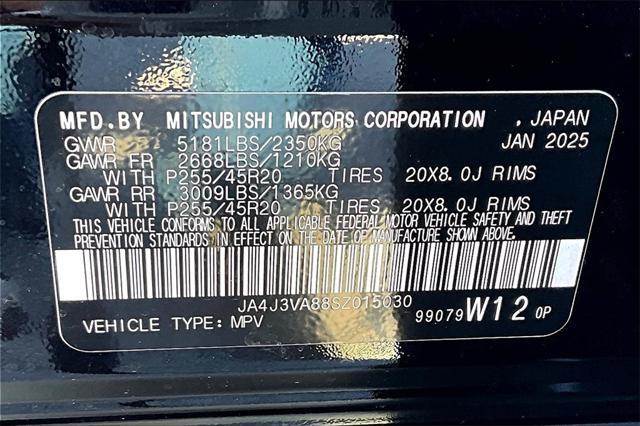 MFD.BY MITSUBISHI MOTORS CORPORATION , JAPAN
GVWR 5181LBS/2350KG JAN 2025
GAWR FR 2668LBS/1210KG
WITH P255/45R20 TIRES 20X8.0J RIMS
GAWR RR 3009LBS/1365KG
WITH P255/45R20 TIRES 20X8.0J RIMS
THIS VEHICLE CONFORMS TO ALL APPLICABLE FEDERAL MOTOR VEHICLE SAFETY AND THEFT
PREVENTION STANDARDS IN EFFECT ON THE DATE OF MANUFACTURE SHOWN ABOVE.
JA4J3VA88SZ015030
VEHICLE TYPE:MPV 99079 W12 0P